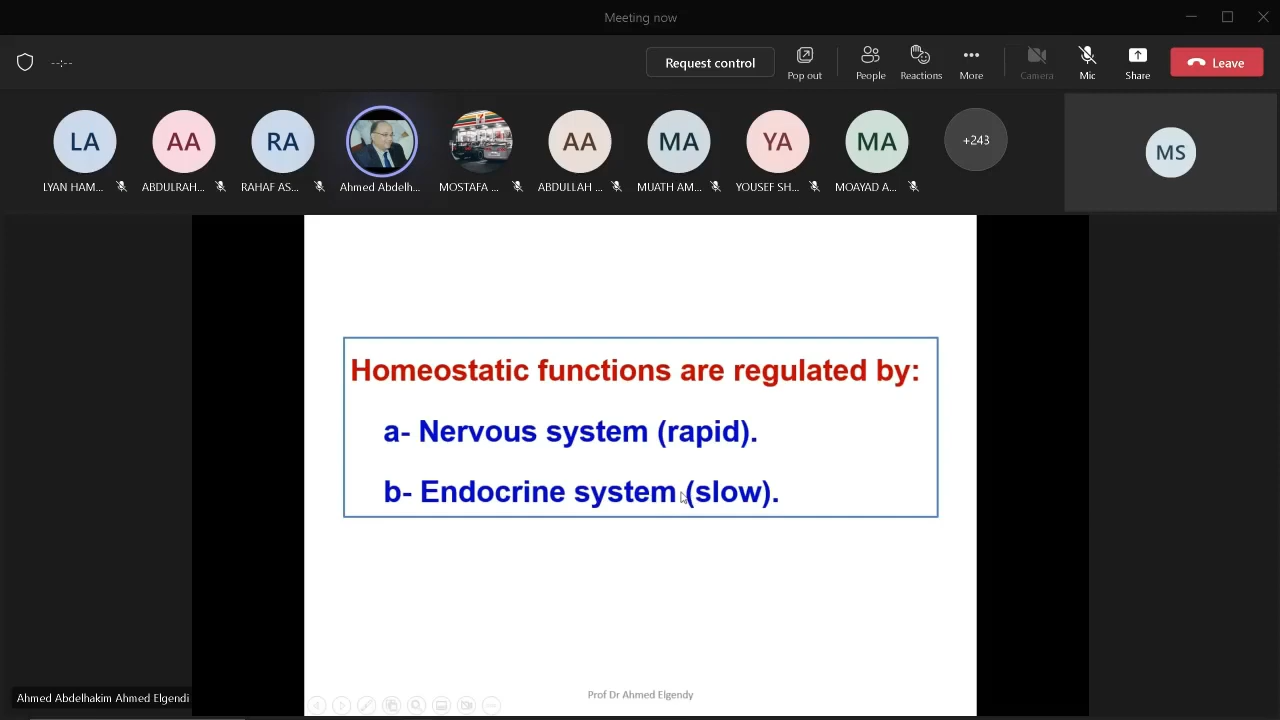 Meeting now
--:--
Request control
Pop out
People
Reactions
More
Camera
Mic
Share
Leave
LA
AA
RA
AA
MA
YA
MA
+243
MS
LYAN HAM...
ABDULRAH...
RAHAF AS...
Ahmed Abdelh...
MOSTAFA ...
ABDULLAH ...
MUATH AM...
YOUSEF SH...
MOAYAD A...
Homeostatic functions are regulated by:
a- Nervous system (rapid).
b- Endocrine system (slow).
Prof Dr Ahmed Elgendy
Ahmed Abdelhakim Ahmed Elgendi